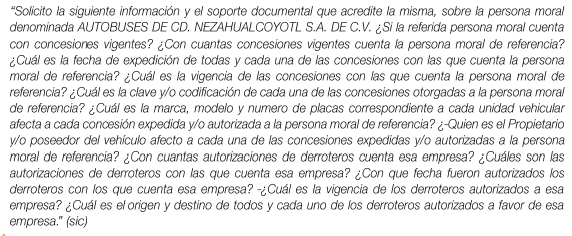 “Solicito la siguiente información y el soporte documental que acredite la misma, sobre la persona moral
denominada AUTOBUSES DE CD. NEZAHUALCOYOTL S.A. DE C.V. ¿Si la referida persona moral cuenta
con concesiones vigentes? ¿Con cuantas concesiones vigentes cuenta la persona moral de referencia?
¿Cuál es la fecha de expedición de todas y cada una de las concesiones con las que cuenta la persona
moral de referencia? ¿Cuál es la vigencia de las concesiones con las que cuenta la persona moral de
referencia? ¿Cuál es la clave y/o codificación de cada una de las concesiones otorgadas a la persona moral
de referencia? ¿Cuál es la marca, modelo y numero de placas correspondiente a cada unidad vehicular
afecta a cada concesión expedida y/o autorizada a la persona moral de referencia? ¿-Quien es el Propietario
y/o poseedor del vehículo afecto a cada una de las concesiones expedidas y/o autorizadas a la persona
moral de referencia? ¿Con cuantas autorizaciones de derroteros cuenta esa empresa? ¿Cuáles son las
autorizaciones de derroteros con las que cuenta esa empresa? ¿Con que fecha fueron autorizados los
derroteros con los que cuenta esa empresa? -¿Cuál es la vigencia de los derroteros autorizados a esa
empresa? ¿Cuál es el origen y destino de todos y cada uno de los derroteros autorizados a favor de esa
empresa.” (sic)